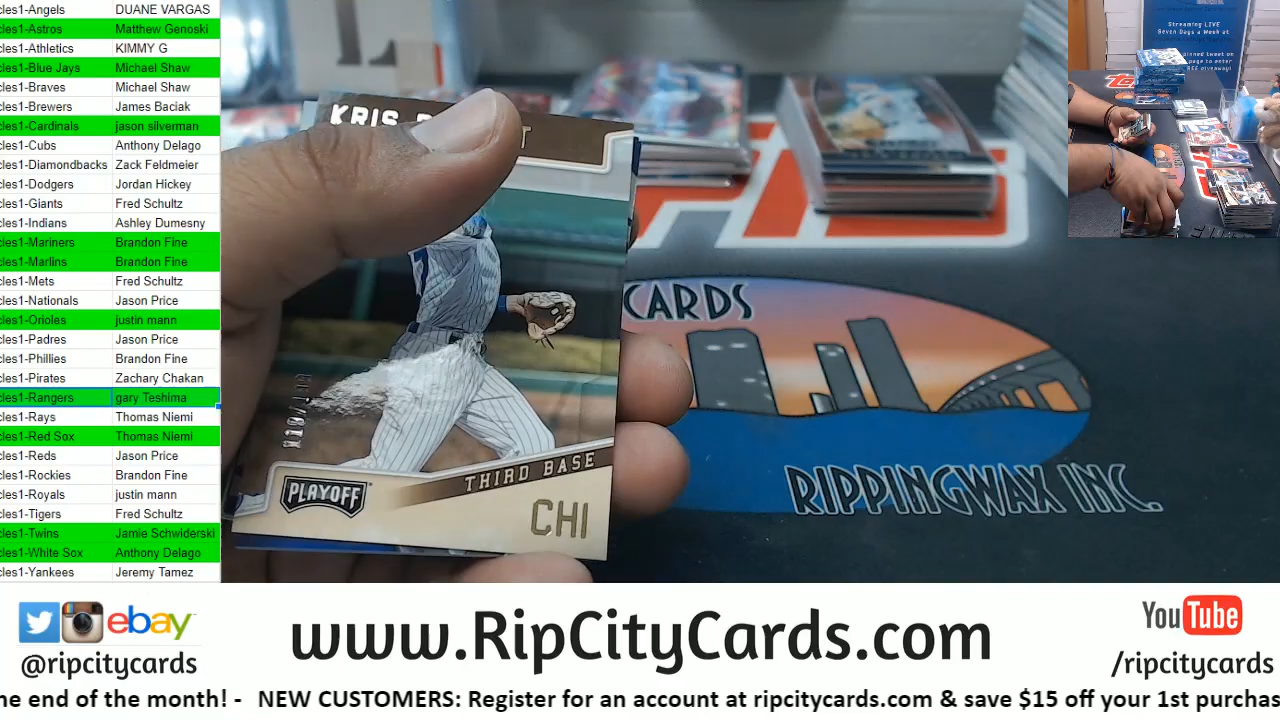 cles1-Angels DUANE VARGAS
cles1-Astros Matthew Genoski
cles1-Athletics KIMMY G
cles1-Blue Jays Michael Shaw
cles1-Braves Michael Shaw
cles1-Brewers James Baciak
cles1-Cardinals jason silverman
cles1-Cubs Anthony Delago
cles1-Diamondbacks Zack Feldmeier
cles1-Dodgers Jordan Hickey
cles1-Giants Fred Schultz
cles1-Indians Ashley Dumesny
cles1-Mariners Brandon Fine
cles1-Marlins Brandon Fine
cles1-Mets Fred Schultz
cles1-Nationals Jason Price
cles1-Orioles justin mann
cles1-Padres Jason Price
cles1-Phillies Brandon Fine
cles1-Pirates Zachary Chakan
cles1-Rangers gary Teshima
cles1-Rays Thomas Niemi
cles1-Red Sox Thomas Niemi
cles1-Reds Jason Price
cles1-Rockies Brandon Fine
cles1-Royals justin mann
cles1-Tigers Fred Schultz
cles1-Twins Jamie Schwiderski
cles1-White Sox Anthony Delago
cles1-Yankees Jeremy Tamez
KRIS
THIRD BASE
PLAYOFF
CHI
CARDS
RIPPINGWAX INC.
Streaming LIVE
Seven Days a Week at
ebay
@ripcitycards
www.RipCityCards.com
YouTube
/ripcitycards
he end of the month! - NEW CUSTOMERS: Register for an account at ripcitycards.com & save $15 off your 1st purchas